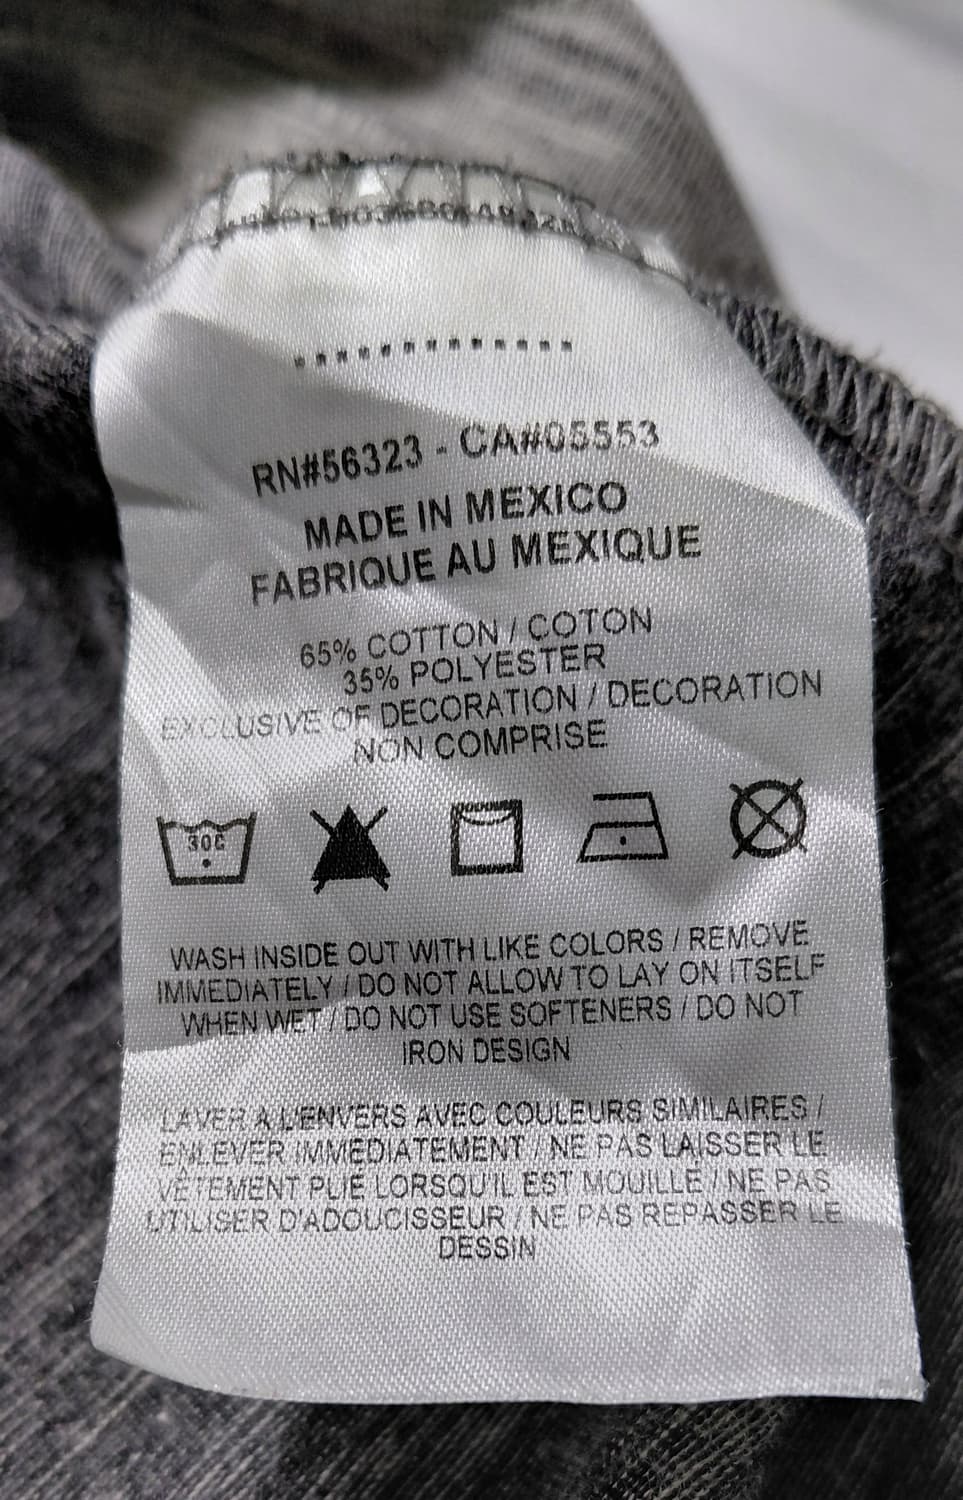 RN#56323 - CA#05553
MADE IN MEXICO
FABRIQUE AU MEXIQUE
65% COTTON / COTON
35% POLYESTER
EXCLUSIVE OF DECORATION / DECORATION
NON COMPRISE
30C
WASH INSIDE OUT WITH LIKE COLORS / REMOVE
IMMEDIATELY / DO NOT ALLOW TO LAY ON ITSELF
WHEN WET / DO NOT USE SOFTENERS / DO NOT
IRON DESIGN
LAVER A L'ENVERS AVEC COULEURS SIMILAIRES /
ENLEVER IMMEDIATEMENT / NE PAS LAISSER LE
VÊTEMENT PLIE LORSQU'IL EST MOUILLE / NE PAS
UTILISER D'ADOUCISSEUR / NE PAS REPASSER LE
DESSIN